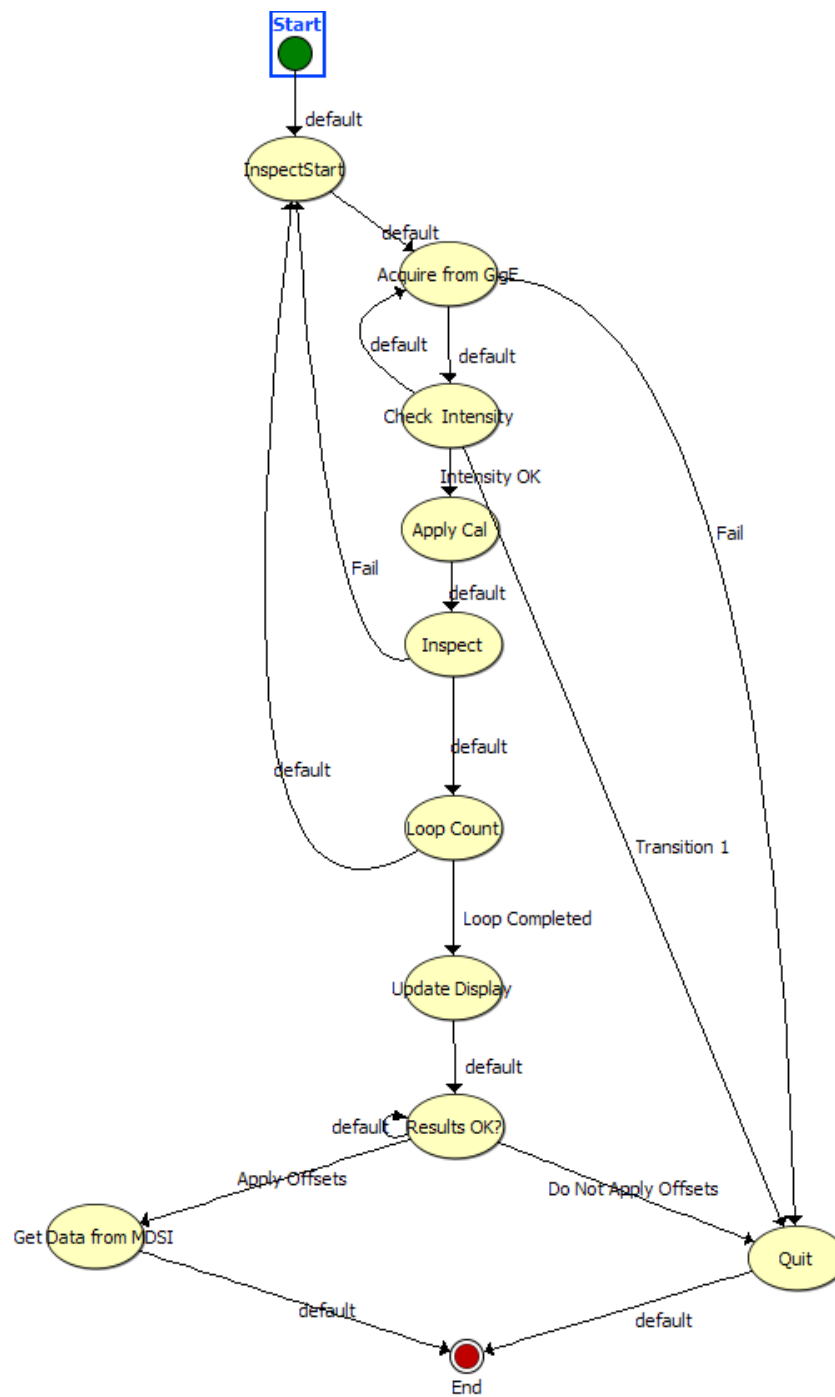 Start
default
InspectStart
default
Acquire from GigE
default
default
Check Intensity
Intensity OK
Apply Cal
Fail
Fail
default
Inspect
default
default
Loop Count
Transition 1
Loop Completed
Update Display
default
default
Results OK?
Apply Offsets
Do Not Apply Offsets
Get Data from MDSI
Quit
default
default
End